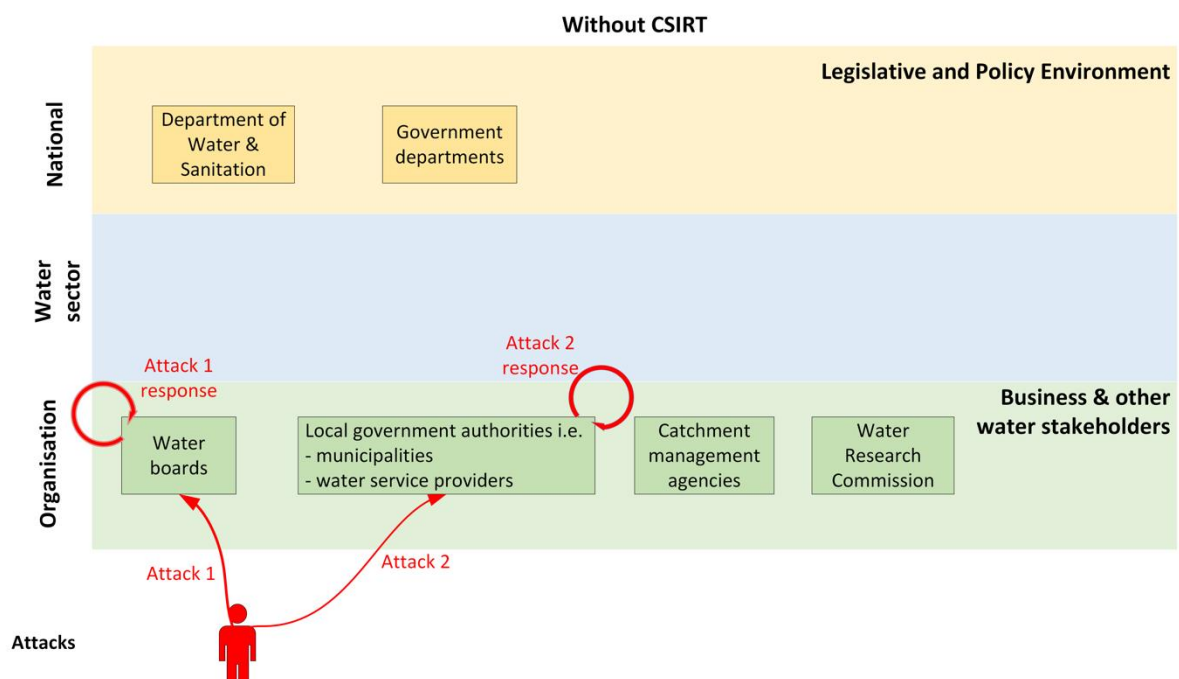 Without CSIRT
Legislative and Policy Environment
National
Department of
Water &
Sanitation
Government
departments
Water
sector
Attack 1
response
Attack 2
response
Organisation
Business & other
water stakeholders
Water
boards
Local government authorities i.e.
- municipalities
- water service providers
Catchment
management
agencies
Water
Research
Commission
Attack 1
Attack 2
Attacks